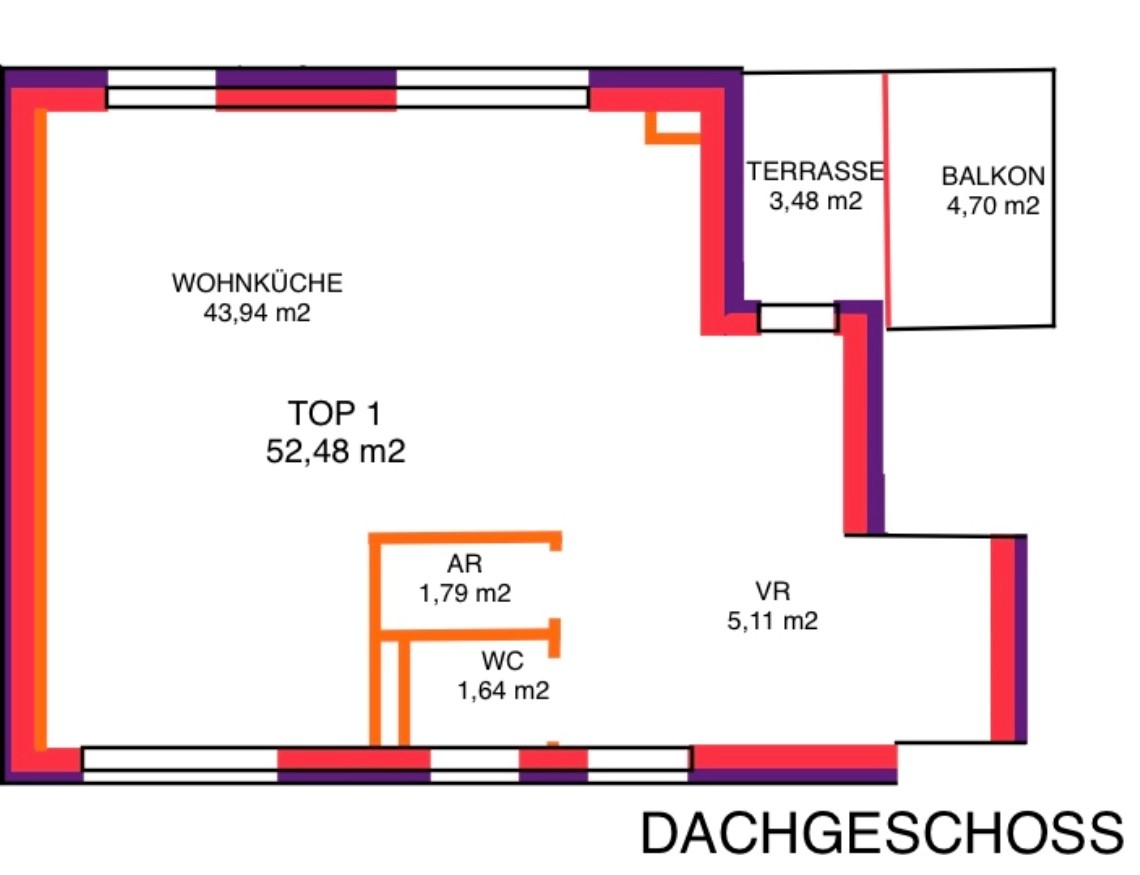 TERRASSE
3,48 m2
BALKON
4,70 m2
WOHNKÜCHE
43,94 m2
TOP 1
52,48 m2
AR
1,79 m2
VR
5,11 m2
WC
1,64 m2
DACHGESCHOSS